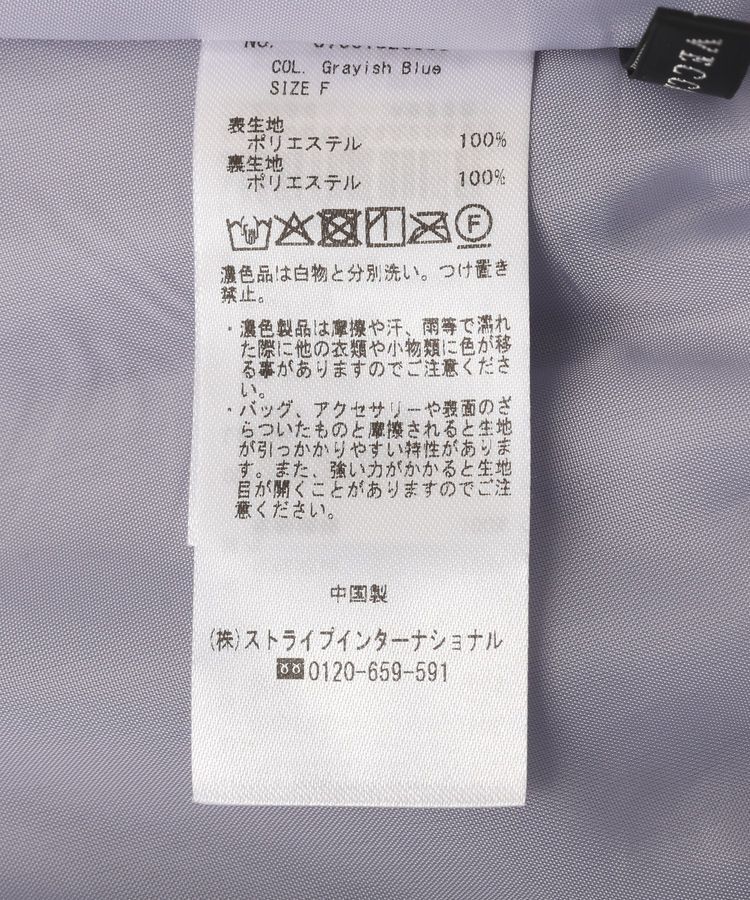 NO.
COL. Grayish Blue
SIZE F
表生地
ポリエステル 100%
裏生地
ポリエステル 100%
F
濃色品は白物と分別洗い。つけ置き
禁止。
・濃色製品は摩擦や汗、雨等で濡れ
た際に他の衣類や小物類に色が移
る事がありますのでご注意くださ
い。
・バッグ、アクセサリーや表面のざ
らついたものと摩擦されると生地
が引っかかりやすい特性がありま
す。また、強い力がかかると生地
目が開くことがありますのでご注
意ください。
中国製
(株)ストライプインターナショナル
0120-659-591